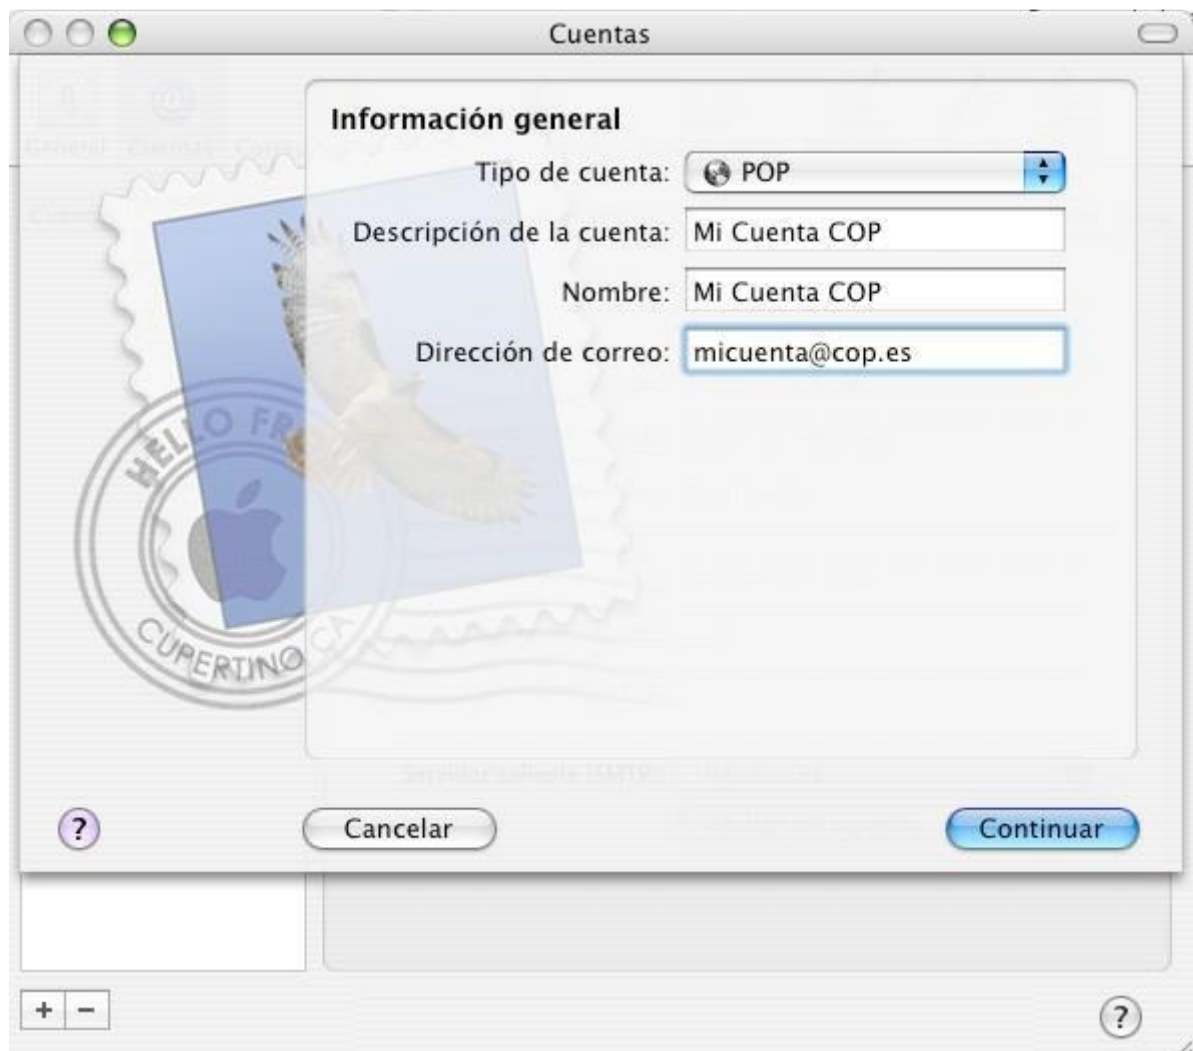 Cuentas
Información general
Tipo de cuenta: POP
Descripción de la cuenta: Mi Cuenta COP
Nombre: Mi Cuenta COP
Dirección de correo: micuenta@cop.es
HELLO FR
CUPERTINO CA
? Cancelar Continuar
+ - ?